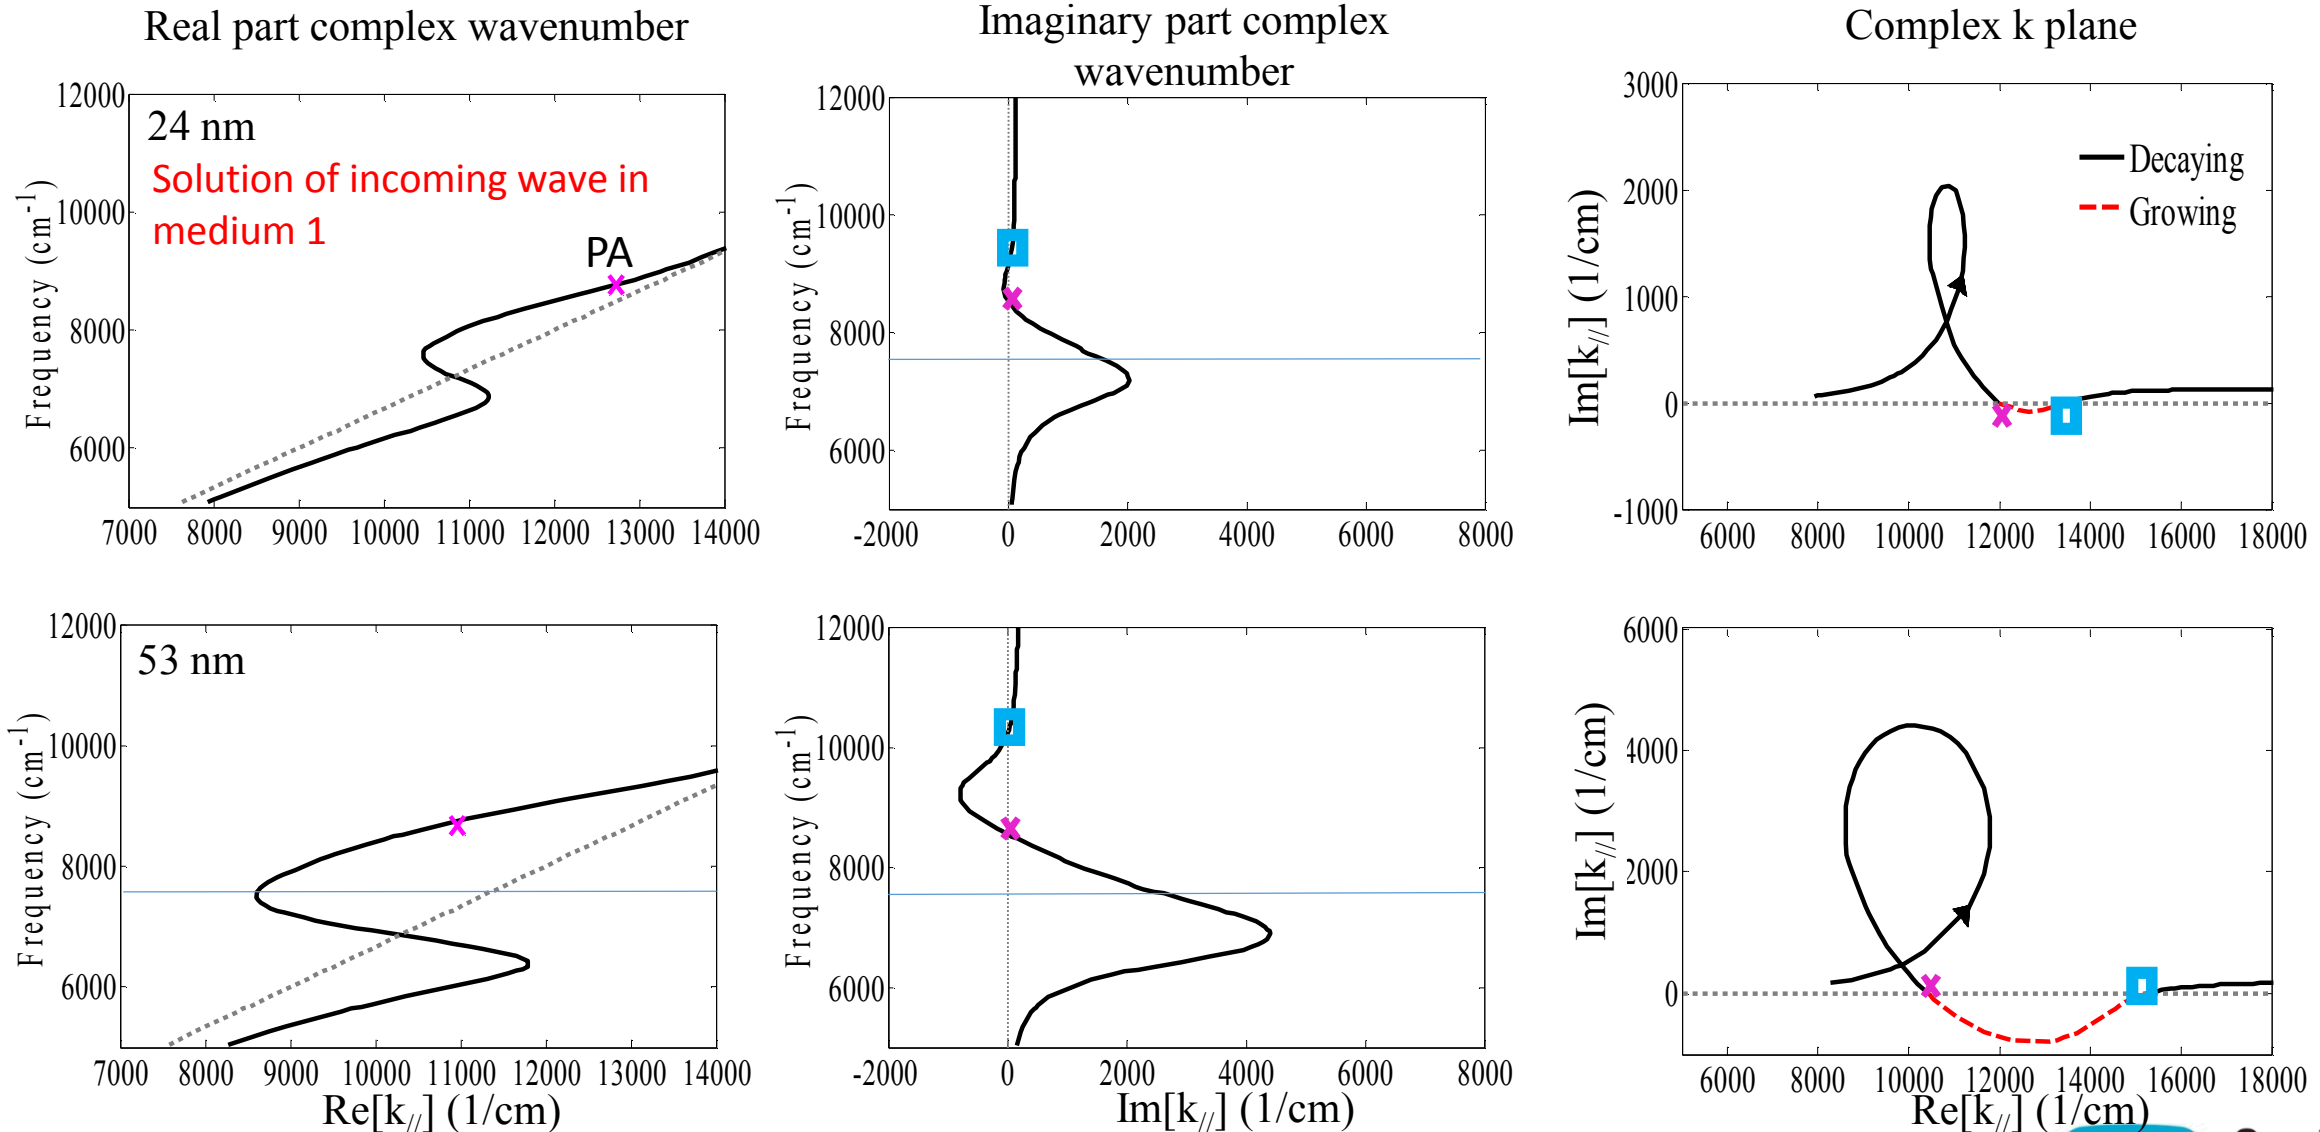 Real part complex wavenumber
Imaginary part complex
wavenumber
Complex k plane
12000
10000
8000
6000
Frequency (cm⁻¹)
24 nm
Solution of incoming wave in
medium 1
PA
7000 8000 9000 10000 11000 12000 13000 14000
12000
10000
8000
6000
Frequency (cm⁻¹)
-2000 0 2000 4000 6000 8000
3000
2000
1000
0
-1000
Im[k//] (1/cm)
Decaying
Growing
6000 8000 10000 12000 14000 16000 18000
12000
10000
8000
6000
Frequency (cm⁻¹)
53 nm
7000 8000 9000 10000 11000 12000 13000 14000
Re[k//] (1/cm)
12000
10000
8000
6000
Frequency (cm⁻¹)
-2000 0 2000 4000 6000 8000
Im[k//] (1/cm)
6000
4000
2000
0
Im[k//] (1/cm)
6000 8000 10000 12000 14000 16000 18000
Re[k//] (1/cm)